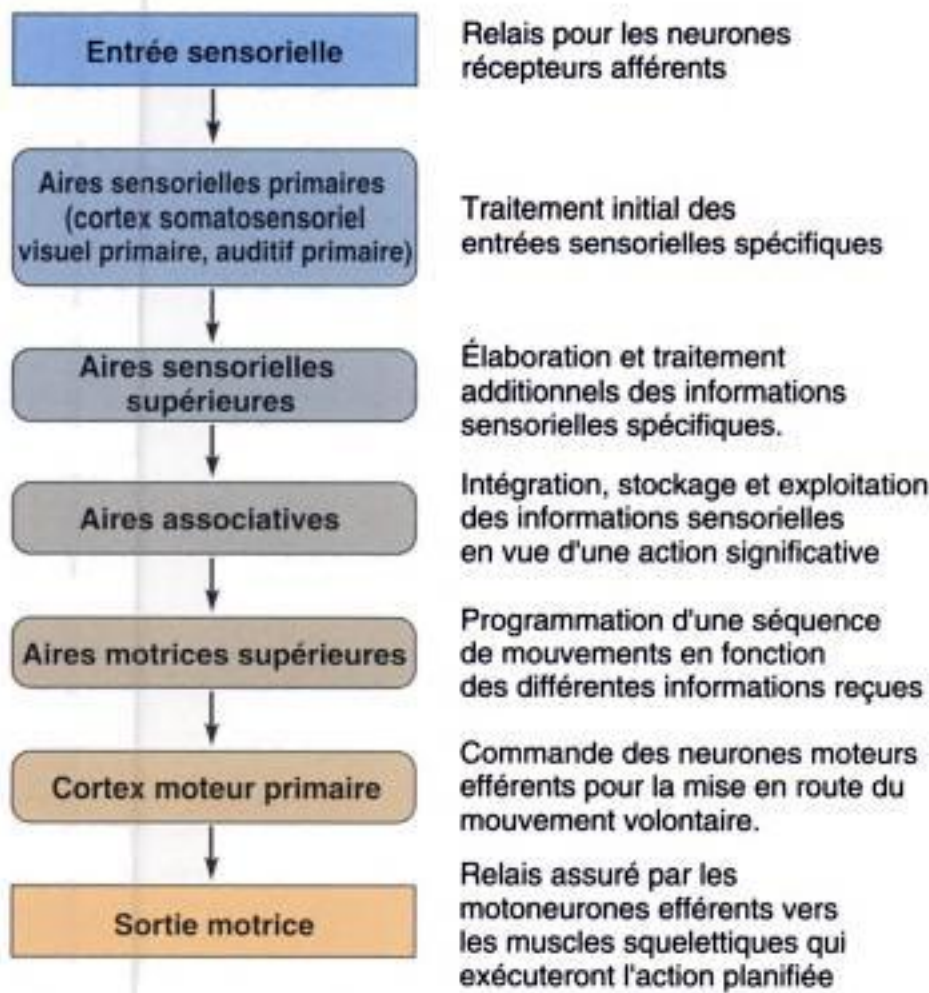 Entrée sensorielle
Relais pour les neurones
récepteurs afférents
Aires sensorielles primaires
(cortex somatosensoriel
visuel primaire, auditif primaire)
Traitement initial des
entrées sensorielles spécifiques
Aires sensorielles
supérieures
Élaboration et traitement
additionnels des informations
sensorielles spécifiques.
Aires associatives
Intégration, stockage et exploitation
des informations sensorielles
en vue d'une action significative
Aires motrices supérieures
Programmation d'une séquence
de mouvements en fonction
des différentes informations reçues
Cortex moteur primaire
Commande des neurones moteurs
efférents pour la mise en route du
mouvement volontaire.
Sortie motrice
Relais assuré par les
motoneurones efférents vers
les muscles squelettiques qui
exécuteront l'action planifiée